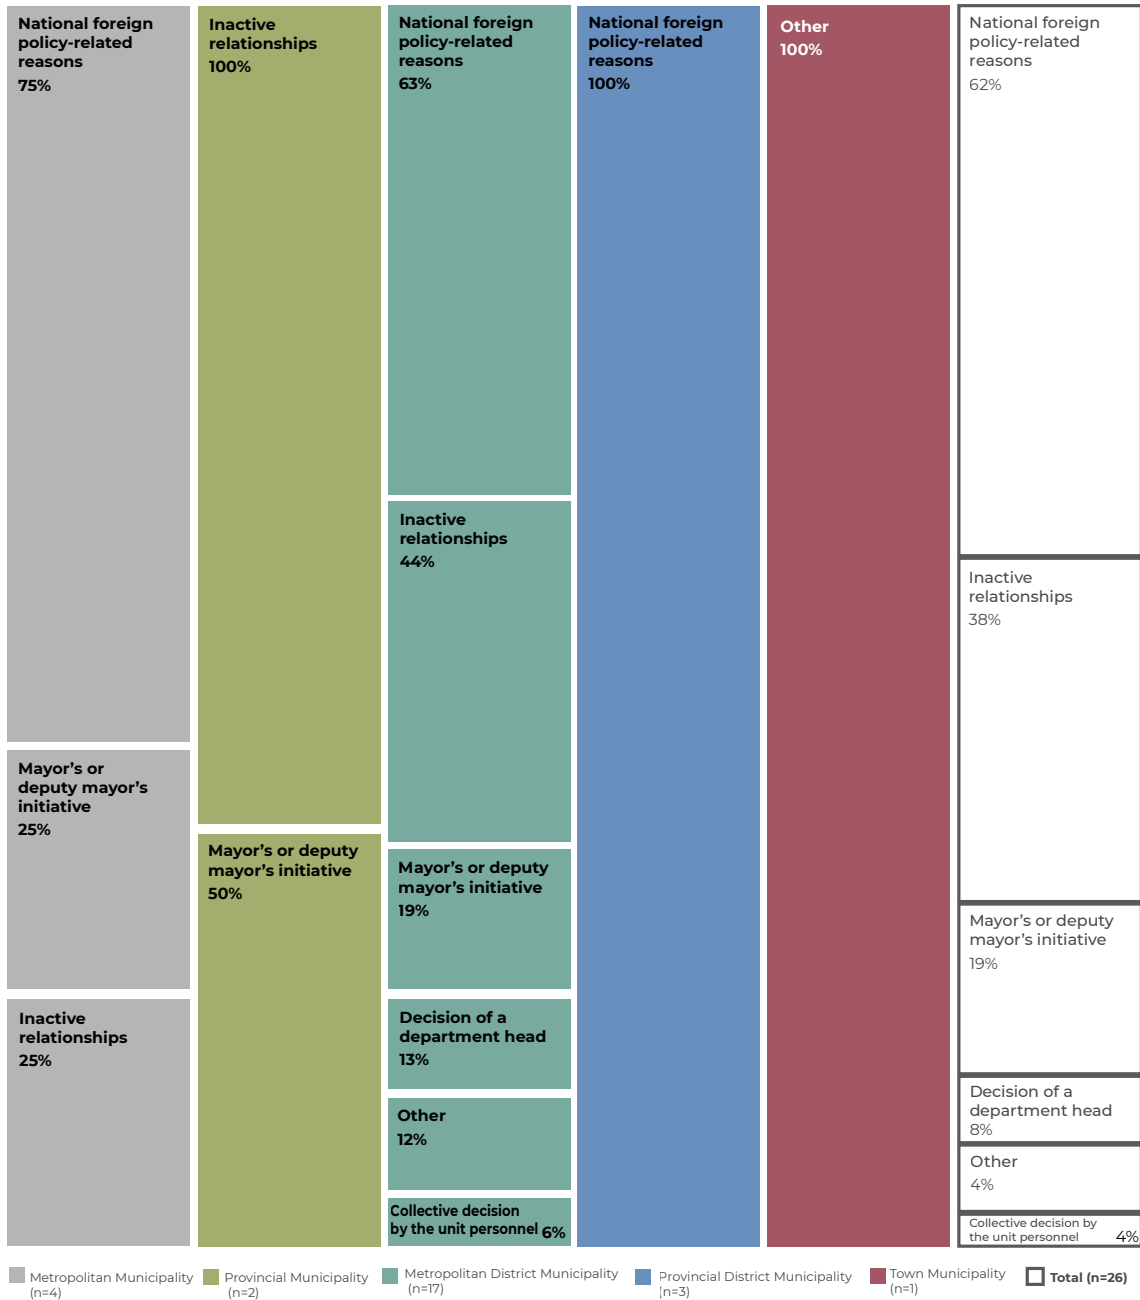 National foreign
policy-related
reasons
75%
Mayor’s or
deputy mayor’s
initiative
25%
Inactive
relationships
25%
Inactive
relationships
100%
Mayor’s or deputy
mayor’s initiative
50%
National foreign
policy-related
reasons
63%
Inactive
relationships
44%
Mayor’s or deputy
mayor’s initiative
19%
Decision of a
department head
13%
Other
12%
Collective decision
by the unit personnel 6%
National foreign
policy-related
reasons
100%
Other
100%
National foreign
policy-related
reasons
62%
Inactive
relationships
38%
Mayor’s or deputy
mayor’s initiative
19%
Decision of a
department head
8%
Other
4%
Collective decision by
the unit personnel 4%
Metropolitan Municipality
(n=4)
Provincial Municipality
(n=2)
Metropolitan District Municipality
(n=17)
Provincial District Municipality
(n=3)
Town Municipality
(n=1)
Total (n=26)